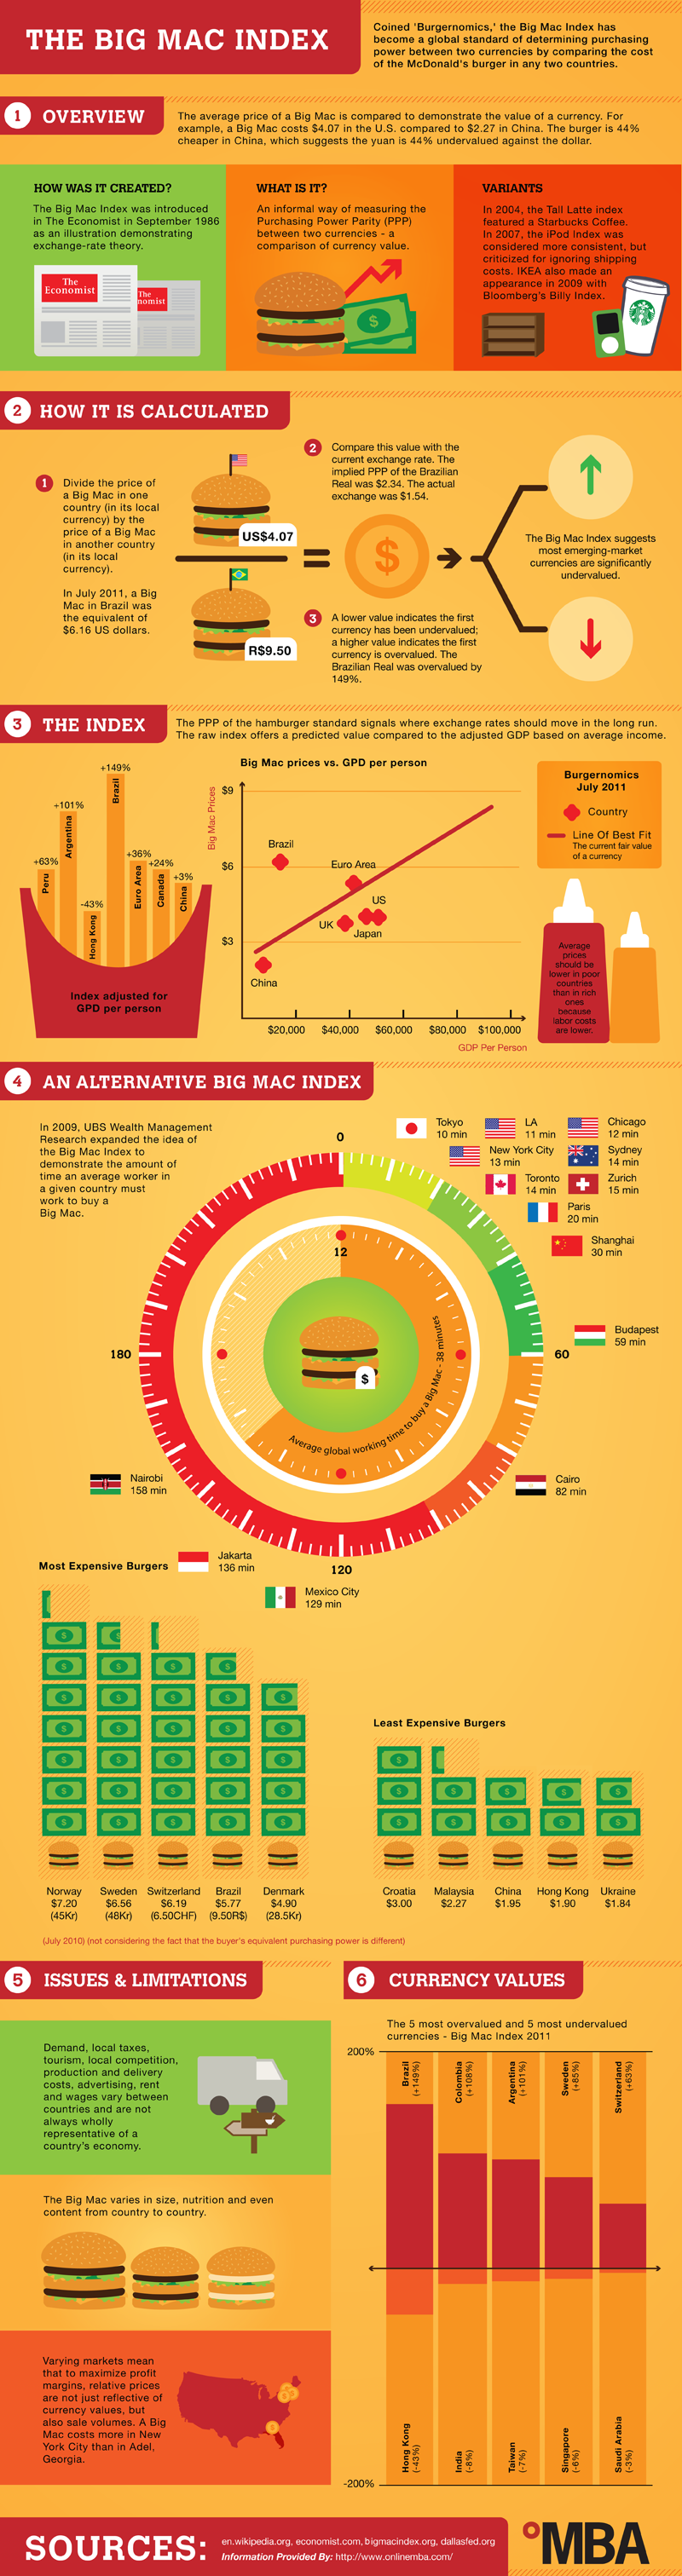 THE BIG MAC INDEX
Coined 'Burgernomics,' the Big Mac Index has
become a global standard of determining purchasing
power between two currencies by comparing the cost
of the McDonald's burger in any two countries.
1 OVERVIEW
The average price of a Big Mac is compared to demonstrate the value of a currency. For
example, a Big Mac costs $4.07 in the U.S. compared to $2.27 in China. The burger is 44%
cheaper in China, which suggests the yuan is 44% undervalued against the dollar.
HOW WAS IT CREATED?
The Big Mac Index was introduced
in The Economist in September 1986
as an illustration demonstrating
exchange-rate theory.
The
Economist
The
nomist
WHAT IS IT?
An informal way of measuring the
Purchasing Power Parity (PPP)
between two currencies - a
comparison of currency value.
$
VARIANTS
In 2004, the Tall Latte index
featured a Starbucks Coffee.
In 2007, the iPod Index was
considered more consistent, but
criticized for ignoring shipping
costs. IKEA also made an
appearance in 2009 with
Bloomberg's Billy Index.
2 HOW IT IS CALCULATED
1 Divide the price of
a Big Mac in one
country (in its local
currency) by the
price of a Big Mac
in another country
(in its local
currency).
In July 2011, a Big
Mac in Brazil was
the equivalent of
$6.16 US dollars.
US$4.07
R$9.50
2 Compare this value with the
current exchange rate. The
implied PPP of the Brazilian
Real was $2.34. The actual
exchange was $1.54.
$
3 A lower value indicates the first
currency has been undervalued;
a higher value indicates the first
currency is overvalued. The
Brazilian Real was overvalued by
149%.
The Big Mac Index suggests
most emerging-market
currencies are significantly
undervalued.
3 THE INDEX
The PPP of the hamburger standard signals where exchange rates should move in the long run.
The raw index offers a predicted value compared to the adjusted GDP based on average income.
+63%
Peru
+101%
Argentina
-43%
Hong Kong
+149%
Brazil
+36%
Euro Area
+24%
Canada
+3%
China
Index adjusted for
GPD per person
Big Mac prices vs. GPD per person
Big Mac Prices
$9
$6
$3
Brazil
Euro Area
US
UK
Japan
China
$20,000
$40,000
$60,000
$80,000
$100,000
GDP Per Person
Burgernomics
July 2011
Country
Line Of Best Fit
The current fair value
of a currency
Average
prices
should be
lower in poor
countries
than in rich
ones
because
labor costs
are lower.
4 AN ALTERNATIVE BIG MAC INDEX
In 2009, UBS Wealth Management
Research expanded the idea of
the Big Mac Index to
demonstrate the amount of
time an average worker in
a given country must
work to buy a
Big Mac.
0
60
120
180
12
$
Average global working time to buy a Big Mac - 38 minutes
Tokyo
10 min
LA
11 min
Chicago
12 min
New York City
13 min
Sydney
14 min
Toronto
14 min
Zurich
15 min
Paris
20 min
Shanghai
30 min
Budapest
59 min
Cairo
82 min
Mexico City
129 min
Jakarta
136 min
Nairobi
158 min
Most Expensive Burgers
Norway
$7.20
(45Kr)
Sweden
$6.56
(48Kr)
Switzerland
$6.19
(6.50CHF)
Brazil
$5.77
(9.50R$)
Denmark
$4.90
(28.5Kr)
Least Expensive Burgers
Croatia
$3.00
Malaysia
$2.27
China
$1.95
Hong Kong
$1.90
Ukraine
$1.84
(July 2010) (not considering the fact that the buyer's equivalent purchasing power is different)
5 ISSUES & LIMITATIONS
Demand, local taxes,
tourism, local competition,
production and delivery
costs, advertising, rent
and wages vary between
countries and are not
always wholly
representative of a
country's economy.
The Big Mac varies in size, nutrition and even
content from country to country.
Varying markets mean
that to maximize profit
margins, relative prices
are not just reflective of
currency values, but
also sale volumes. A Big
Mac costs more in New
York City than in Adel,
Georgia.
6 CURRENCY VALUES
The 5 most overvalued and 5 most undervalued
currencies - Big Mac Index 2011
200%
Brazil
(+149%)
Colombia
(+108%)
Argentina
(+101%)
Sweden
(+85%)
Switzerland
(+63%)
Hong Kong
(-43%)
India
(-8%)
Taiwan
(-7%)
Singapore
(-6%)
Saudi Arabia
(-3%)
-200%
SOURCES:
en.wikipedia.org, economist.com, bigmacindex.org, dallasfed.org
Information Provided By: http://www.onlinemba.com/
MBA